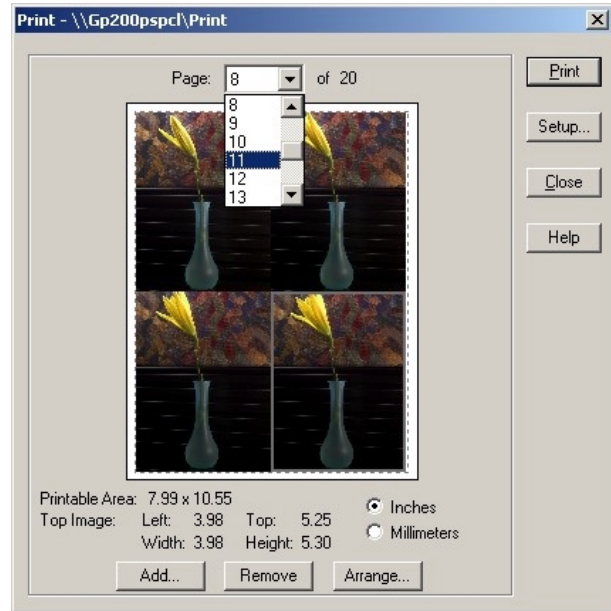 Print - \\Gp200pspcl\Print
Page: 8 of 20
8
9
10
11
12
13
Print
Setup...
Close
Help
Printable Area: 7.99 x 10.55
Top Image: Left: 3.98 Top: 5.25
Width: 3.98 Height: 5.30
Inches
Millimeters
Add... Remove Arrange...